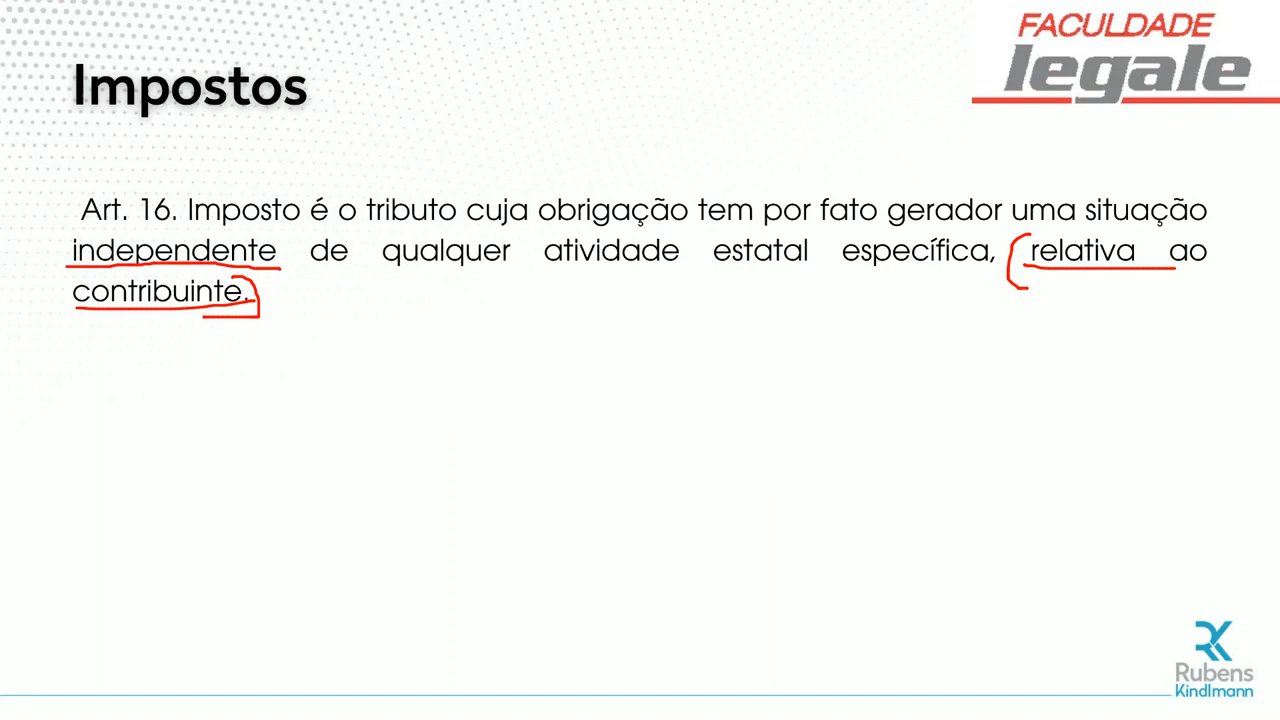 FACULDADE
legale
Impostos
Art. 16. Imposto é o tributo cuja obrigação tem por fato gerador uma situação
independente de qualquer atividade estatal específica, relativa ao
contribuinte.
RK
Rubens
Kindlmann